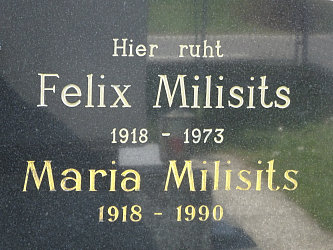 Hier ruht
Felix Milisits
1918 - 1973
Maria Milisits
1918 - 1990